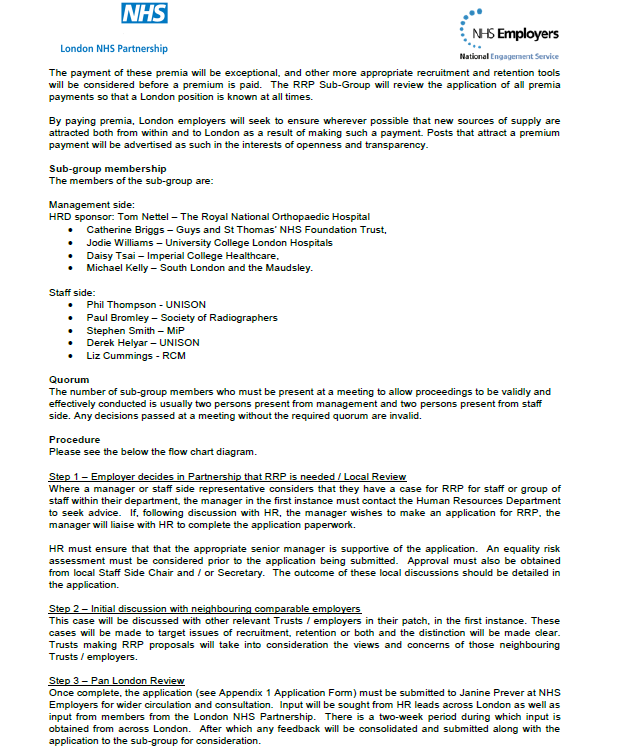 NHS
London NHS Partnership
NHS Employers
National Engagement Service
The payment of these premia will be exceptional, and other more appropriate recruitment and retention tools
will be considered before a premium is paid. The RRP Sub-Group will review the application of all premia
payments so that a London position is known at all times.
By paying premia, London employers will seek to ensure wherever possible that new sources of supply are
attracted both from within and to London as a result of making such a payment. Posts that attract a premium
payment will be advertised as such in the interests of openness and transparency.
Sub-group membership
The members of the sub-group are:
Management side:
HRD sponsor: Tom Nettel – The Royal National Orthopaedic Hospital
• Catherine Briggs – Guys and St Thomas' NHS Foundation Trust,
• Jodie Williams – University College London Hospitals
• Daisy Tsai – Imperial College Healthcare,
• Michael Kelly – South London and the Maudsley.
Staff side:
• Phil Thompson - UNISON
• Paul Bromley – Society of Radiographers
• Stephen Smith – MiP
• Derek Helyar – UNISON
• Liz Cummings - RCM
Quorum
The number of sub-group members who must be present at a meeting to allow proceedings to be validly and
effectively conducted is usually two persons present from management and two persons present from staff
side. Any decisions passed at a meeting without the required quorum are invalid.
Procedure
Please see the below the flow chart diagram.
Step 1 – Employer decides in Partnership that RRP is needed / Local Review
Where a manager or staff side representative considers that they have a case for RRP for staff or group of
staff within their department, the manager in the first instance must contact the Human Resources Department
to seek advice. If, following discussion with HR, the manager wishes to make an application for RRP, the
manager will liaise with HR to complete the application paperwork.
HR must ensure that that the appropriate senior manager is supportive of the application. An equality risk
assessment must be considered prior to the application being submitted. Approval must also be obtained
from local Staff Side Chair and / or Secretary. The outcome of these local discussions should be detailed in
the application.
Step 2 – Initial discussion with neighbouring comparable employers
This case will be discussed with other relevant Trusts / employers in their patch, in the first instance. These
cases will be made to target issues of recruitment, retention or both and the distinction will be made clear.
Trusts making RRP proposals will take into consideration the views and concerns of those neighbouring
Trusts / employers.
Step 3 – Pan London Review
Once complete, the application (see Appendix 1 Application Form) must be submitted to Janine Prever at NHS
Employers for wider circulation and consultation. Input will be sought from HR leads across London as well as
input from members from the London NHS Partnership. There is a two-week period during which input is
obtained from across London. After which any feedback will be consolidated and submitted along with the
application to the sub-group for consideration.